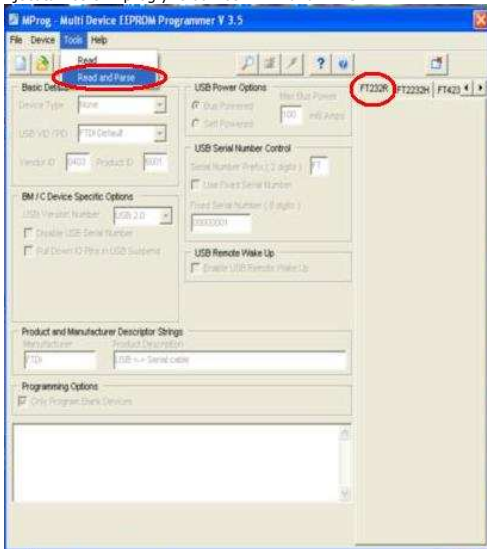 MProg - Multi Device EEPROM Programmer V 3.5
File Device Tools Help
Read
Read and Parse
Basic Details
Device Type None
USB VID / PID FTDI Default
Vendor ID 0403 Product ID 6001
USB Power Options
Max Bus Power
Bus Powered
Self Powered
100 milli Amps
USB Serial Number Control
Serial Number Prefix ( 2 digits ) FT
Use Fixed Serial Number
Fixed Serial Number ( 8 digits )
00000001
BM / C Device Specific Options
USB Version Number USB 2.0
Disable USB Serial Number
Pull Down IO Pins in USB Suspend
USB Remote Wake Up
Enable USB Remote Wake Up
Product and Manufacturer Descriptor Strings
Manufacturer Product Description
FTDI USB <-> Serial cable
Programming Options
Only Program Blank Devices
FT232R FT2232H FT423